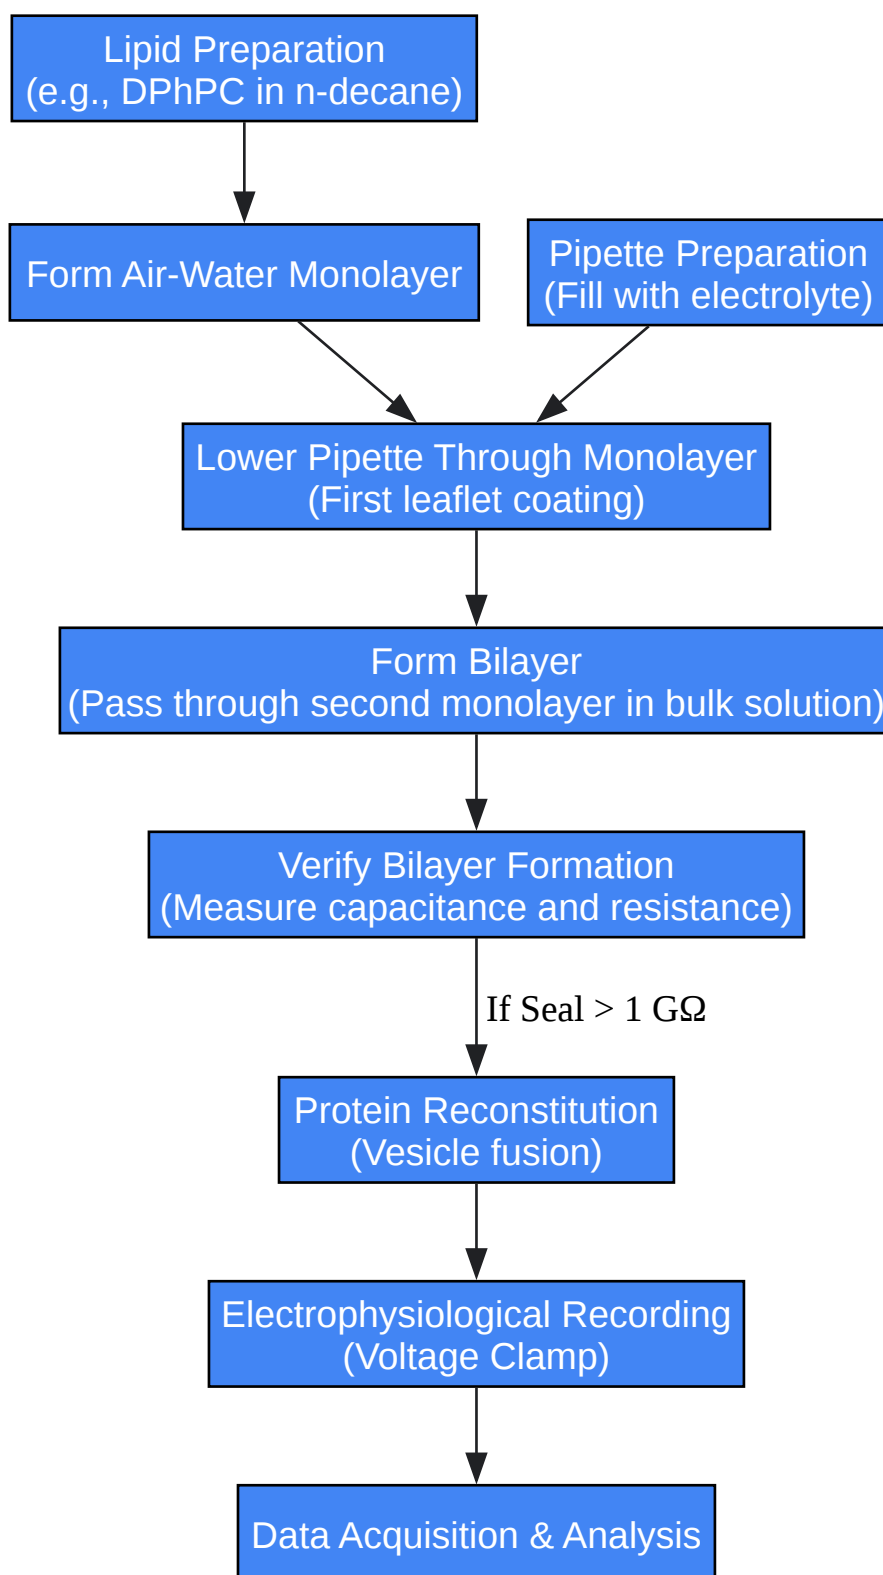 Lipid Preparation
(e.g., DPhPC in n-decane)
Form Air-Water Monolayer
Pipette Preparation
(Fill with electrolyte)
Lower Pipette Through Monolayer
(First leaflet coating)
Form Bilayer
(Pass through second monolayer in bulk solution)
Verify Bilayer Formation
(Measure capacitance and resistance)
If Seal > 1 GΩ
Protein Reconstitution
(Vesicle fusion)
Electrophysiological Recording
(Voltage Clamp)
Data Acquisition & Analysis